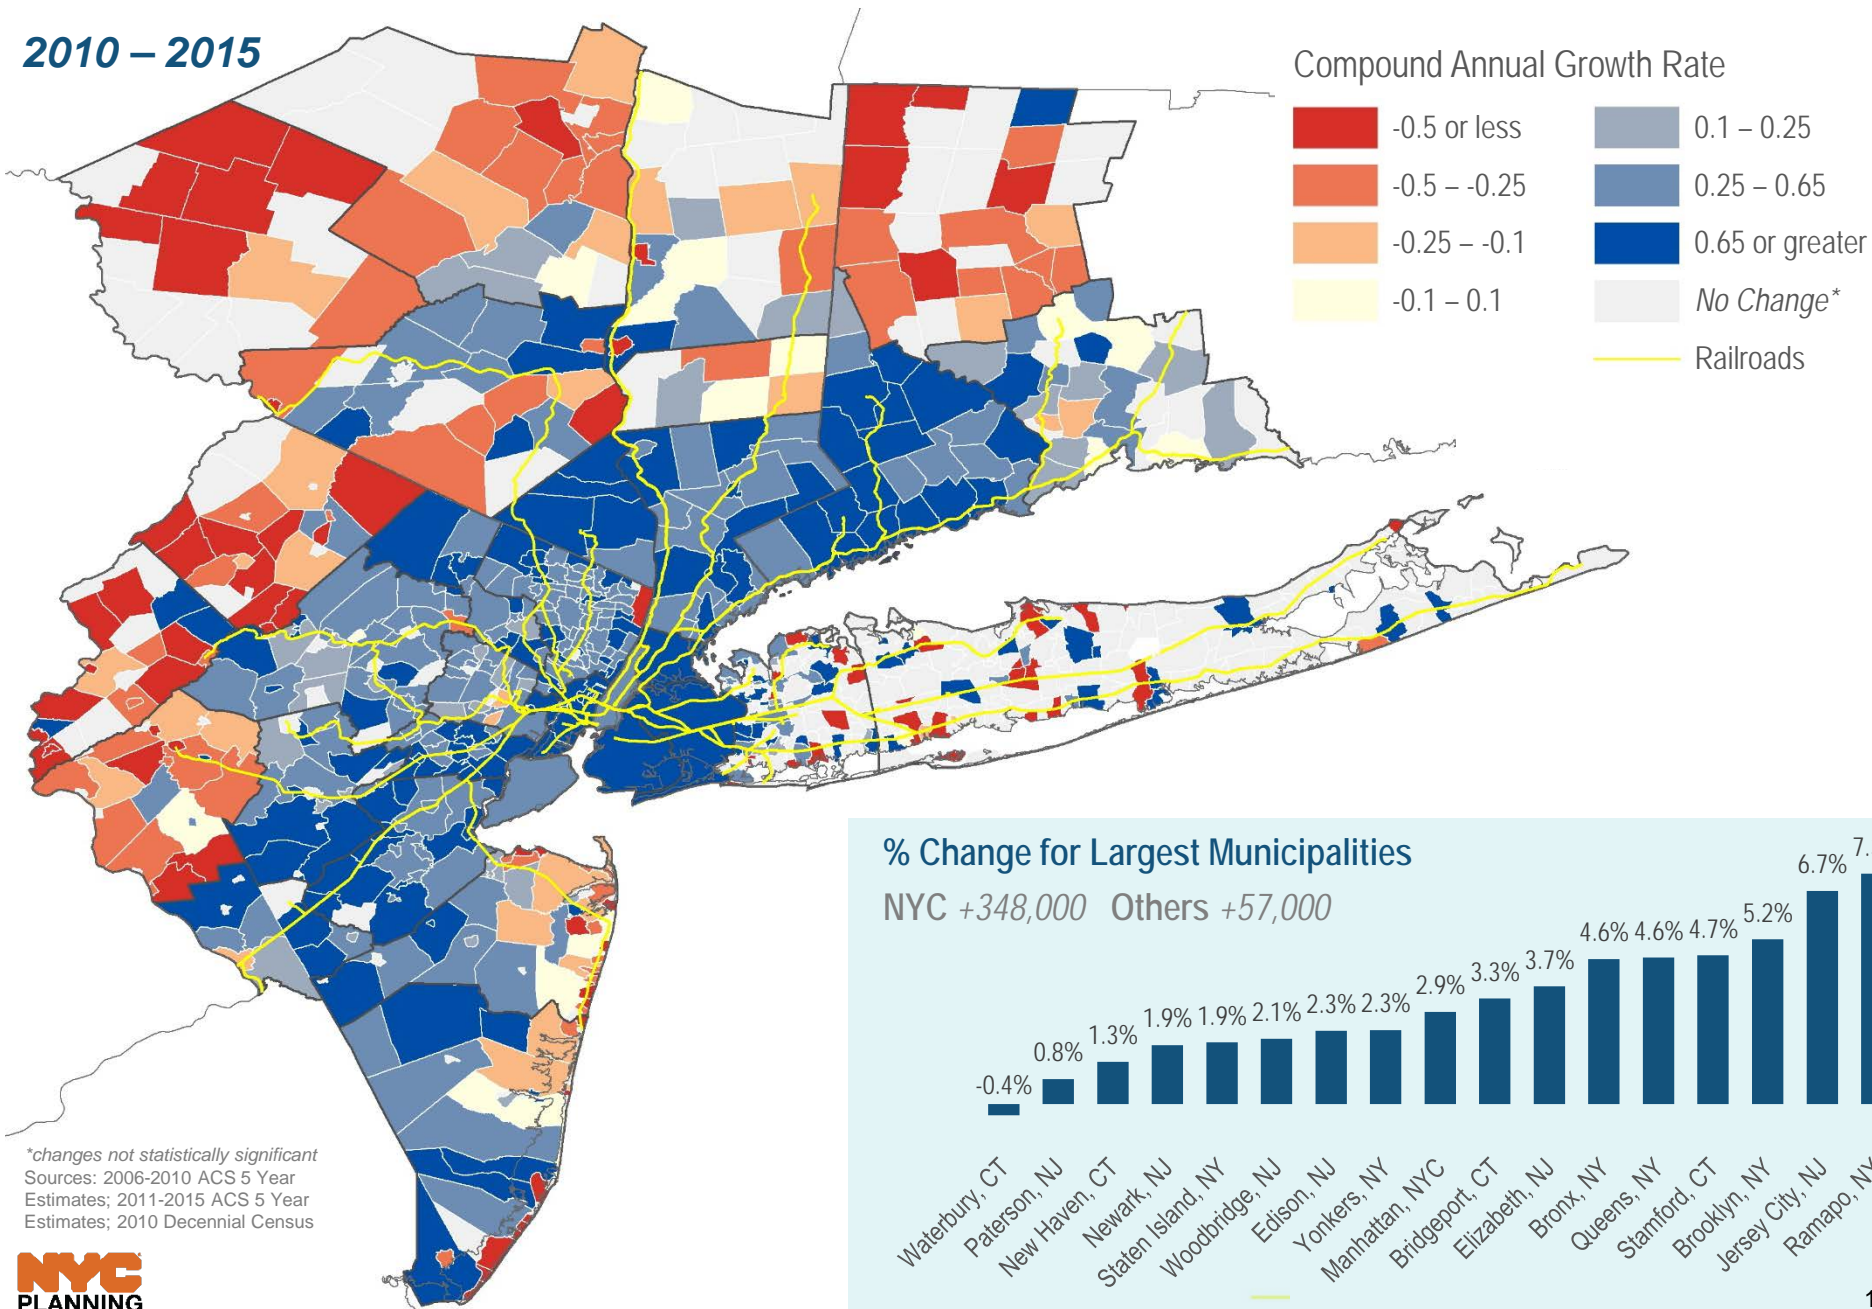 2010 – 2015
Compound Annual Growth Rate
-0.5 or less
-0.5 – -0.25
-0.25 – -0.1
-0.1 – 0.1
0.1 – 0.25
0.25 – 0.65
0.65 or greater
No Change*
Railroads
% Change for Largest Municipalities
NYC +348,000 Others +57,000
-0.4%
0.8%
1.3%
1.9%
1.9%
2.1%
2.3%
2.3%
2.9%
3.3%
3.7%
4.6%
4.6%
4.7%
5.2%
6.7%
7.
Waterbury, CT
Paterson, NJ
New Haven, CT
Newark, NJ
Staten Island, NY
Woodbridge, NJ
Edison, NJ
Yonkers, NY
Manhattan, NYC
Bridgeport, CT
Elizabeth, NJ
Bronx, NY
Queens, NY
Stamford, CT
Brooklyn, NY
Jersey City, NJ
Ramapo, NY
*changes not statistically significant
Sources: 2006-2010 ACS 5 Year
Estimates; 2011-2015 ACS 5 Year
Estimates; 2010 Decennial Census
NYC
PLANNING
1